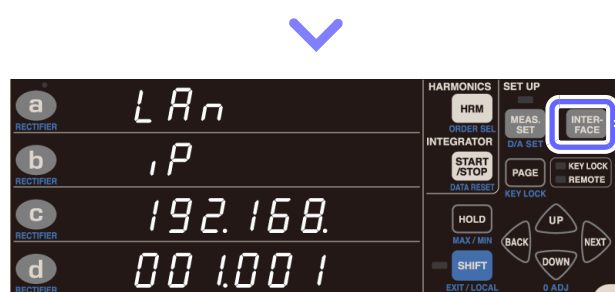 a
RECTIFIER
LAn
b
RECTIFIER
iP
c
RECTIFIER
192.168.
d
RECTIFIER
001.001
HARMONICS
HRM
ORDER SEL
INTEGRATOR
START
/STOP
DATA RESET
HOLD
MAX / MIN
SHIFT
EXIT / LOCAL
SET UP
MEAS.
SET
D/A SET
INTER-
FACE
PAGE
KEY LOCK
KEY LOCK
REMOTE
UP
BACK
NEXT
DOWN
0 ADJ